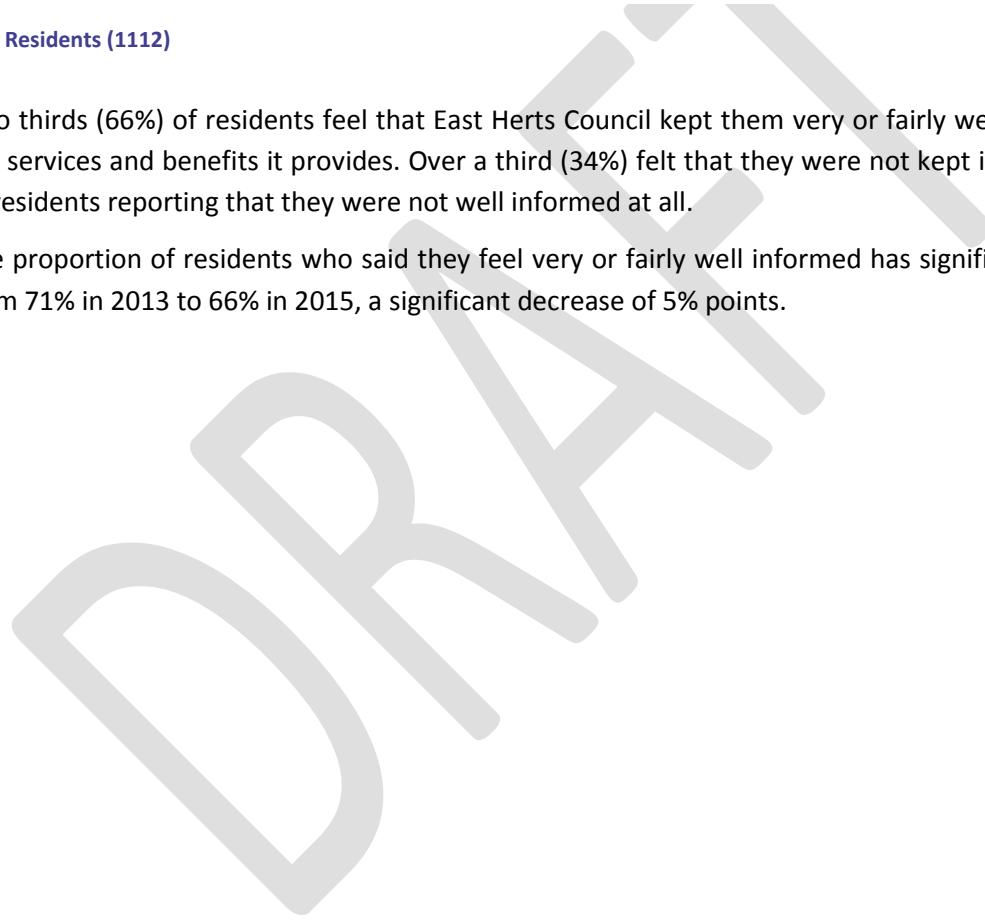 Residents (1112)
o thirds (66%) of residents feel that East Herts Council kept them very or fairly we
services and benefits it provides. Over a third (34%) felt that they were not kept i
residents reporting that they were not well informed at all.
e proportion of residents who said they feel very or fairly well informed has signifi
m 71% in 2013 to 66% in 2015, a significant decrease of 5% points.
DRAFT